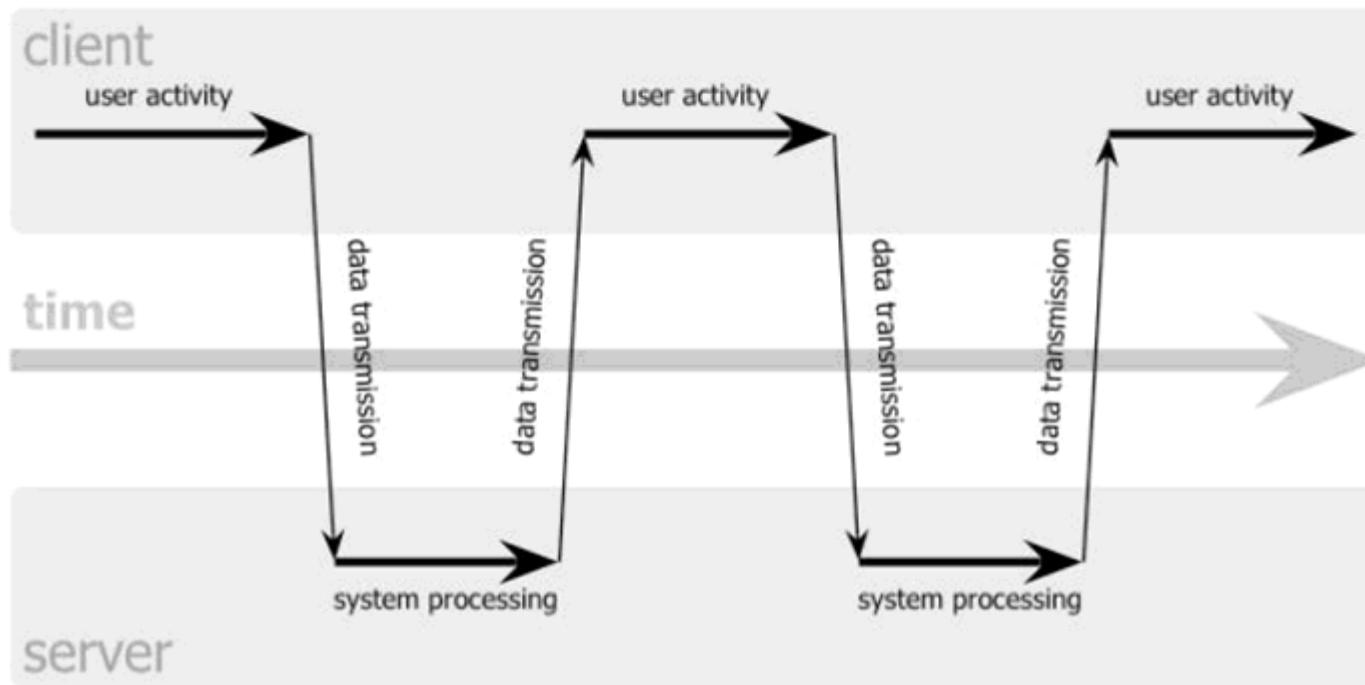 client
user activity
user activity
user activity
data transmission
data transmission
data transmission
data transmission
time
system processing
system processing
server